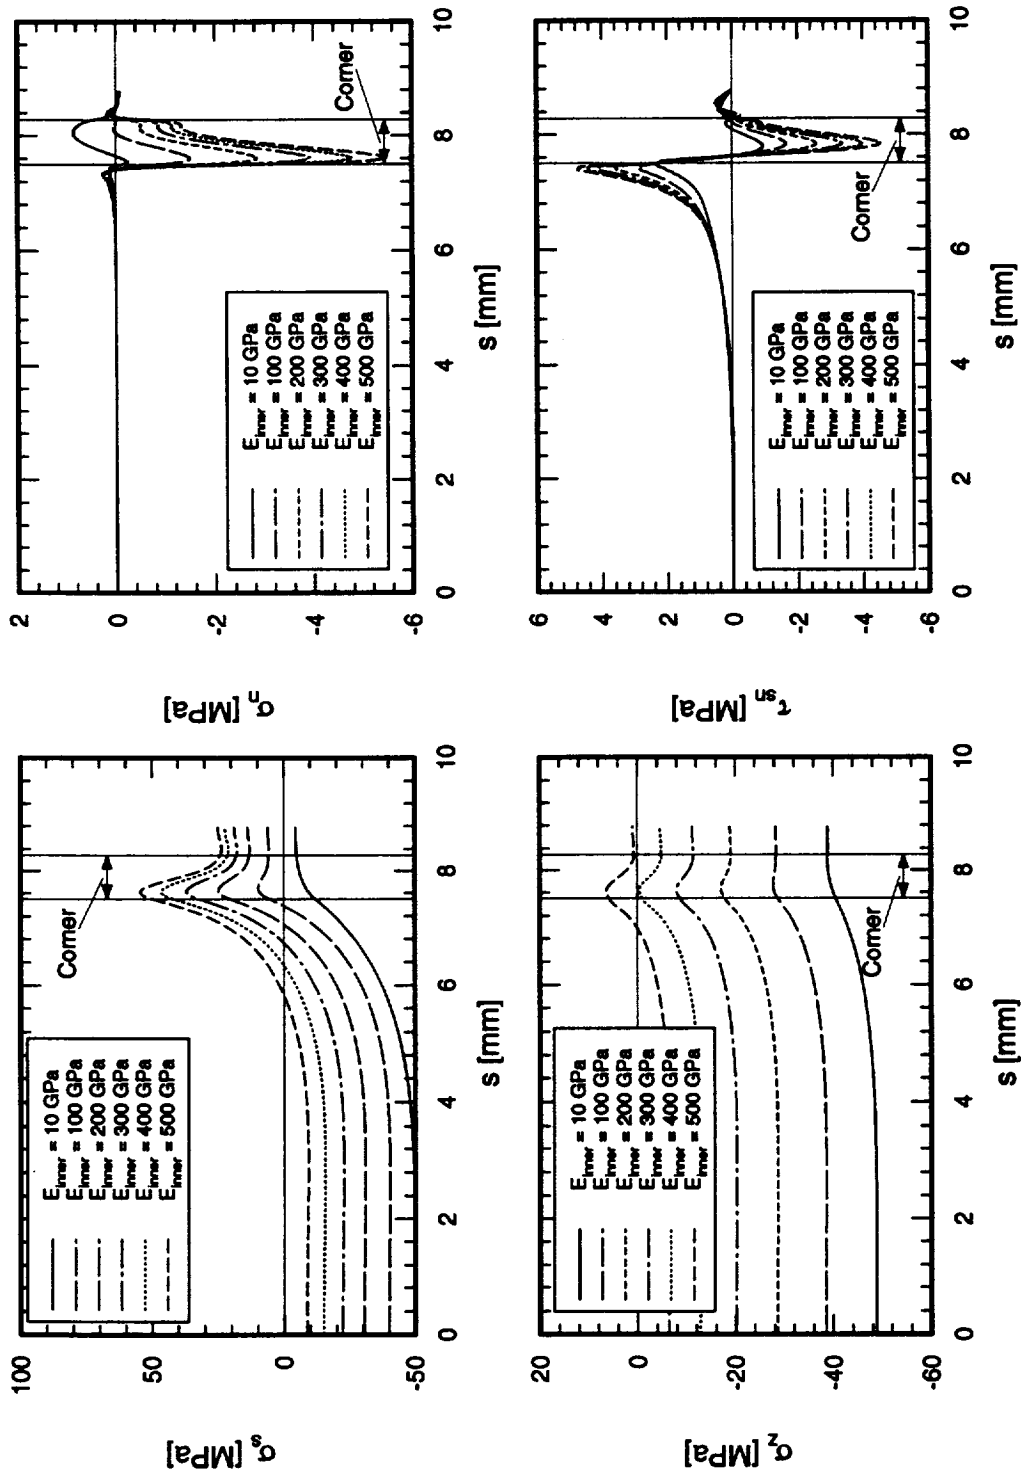 100
50
0
-50
σs [MPa]
0
2
4
6
8
10
s [mm]
Einner = 10 GPa
Einner = 100 GPa
Einner = 200 GPa
Einner = 300 GPa
Einner = 400 GPa
Einner = 500 GPa
Corner
2
0
-2
-4
-6
σn [MPa]
0
2
4
6
8
10
s [mm]
Einner = 10 GPa
Einner = 100 GPa
Einner = 200 GPa
Einner = 300 GPa
Einner = 400 GPa
Einner = 500 GPa
Corner
20
0
-20
-40
-60
σz [MPa]
0
2
4
6
8
10
s [mm]
Einner = 10 GPa
Einner = 100 GPa
Einner = 200 GPa
Einner = 300 GPa
Einner = 400 GPa
Einner = 500 GPa
Corner
6
4
2
0
-2
-4
-6
τsn [MPa]
0
2
4
6
8
10
s [mm]
Einner = 10 GPa
Einner = 100 GPa
Einner = 200 GPa
Einner = 300 GPa
Einner = 400 GPa
Einner = 500 GPa
Corner